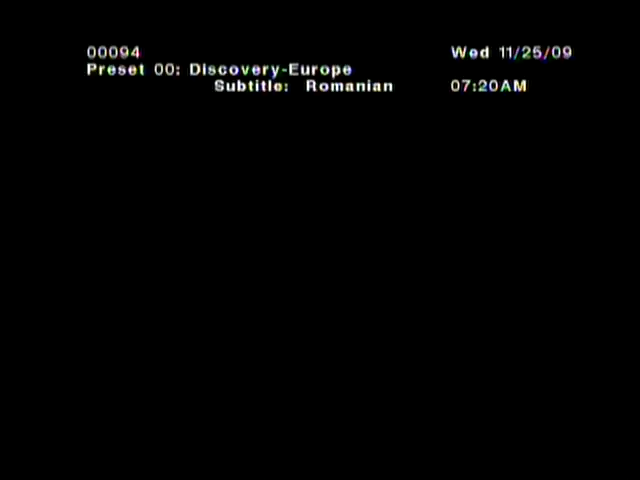 00094 Wed 11/25/09
Preset 00: Discovery-Europe
Subtitle: Romanian 07:20AM